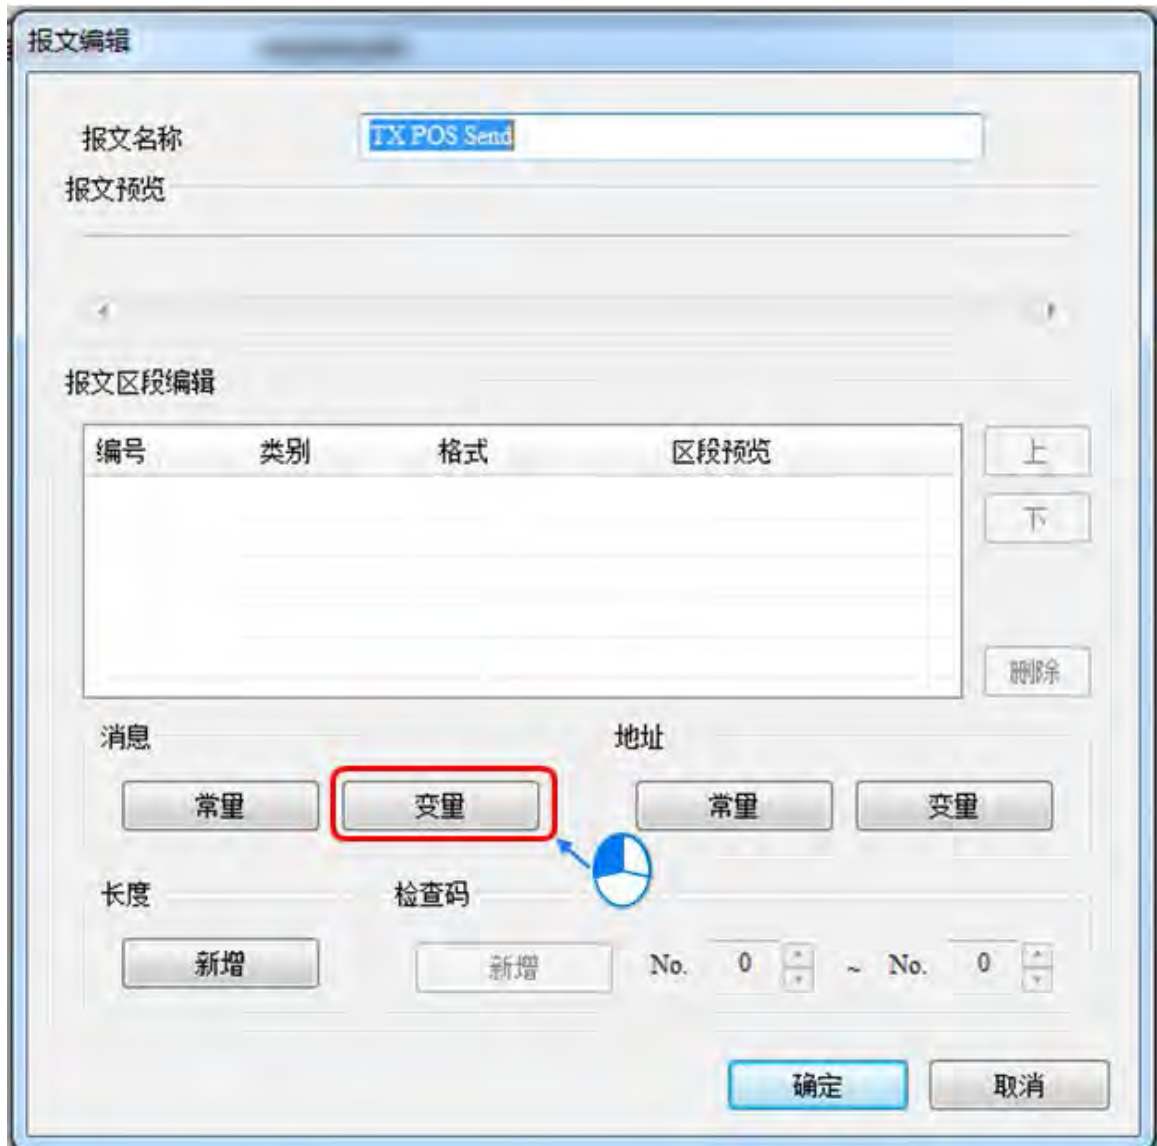 报文编辑
报文名称 TX POS Send
报文预览
报文区段编辑
编号 类别 格式 区段预览
上
下
删除
消息 地址
常量 变量 常量 变量
长度 检查码
新增 新增 No. 0 ~ No. 0
确定 取消